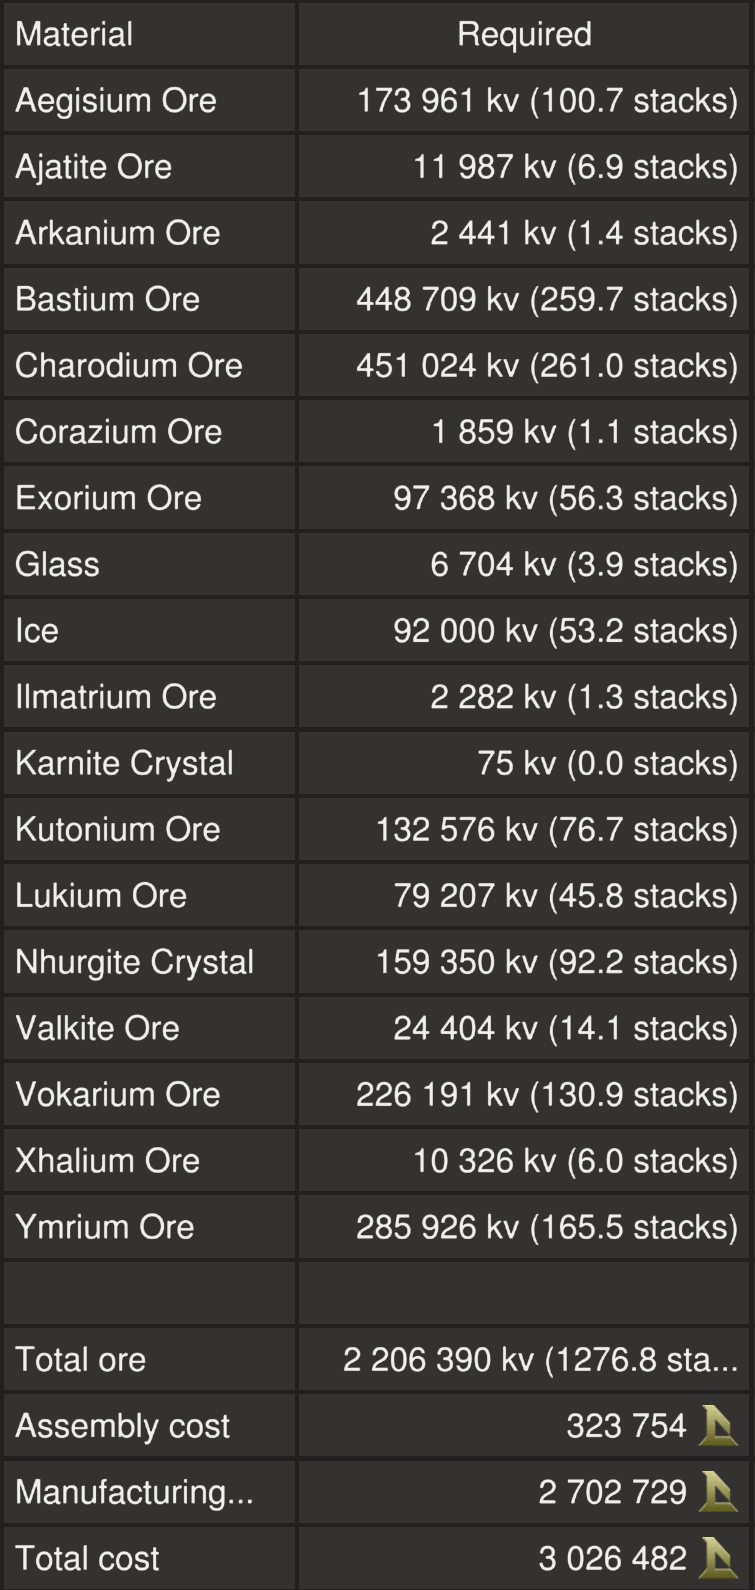 Material Required
Aegisium Ore 173 961 kv (100.7 stacks)
Ajatite Ore 11 987 kv (6.9 stacks)
Arkanium Ore 2 441 kv (1.4 stacks)
Bastium Ore 448 709 kv (259.7 stacks)
Charodium Ore 451 024 kv (261.0 stacks)
Corazium Ore 1 859 kv (1.1 stacks)
Exorium Ore 97 368 kv (56.3 stacks)
Glass 6 704 kv (3.9 stacks)
Ice 92 000 kv (53.2 stacks)
Ilmatrium Ore 2 282 kv (1.3 stacks)
Karnite Crystal 75 kv (0.0 stacks)
Kutonium Ore 132 576 kv (76.7 stacks)
Lukium Ore 79 207 kv (45.8 stacks)
Nhurgite Crystal 159 350 kv (92.2 stacks)
Valkite Ore 24 404 kv (14.1 stacks)
Vokarium Ore 226 191 kv (130.9 stacks)
Xhalium Ore 10 326 kv (6.0 stacks)
Ymrium Ore 285 926 kv (165.5 stacks)
Total ore 2 206 390 kv (1276.8 sta...
Assembly cost 323 754
Manufacturing... 2 702 729
Total cost 3 026 482